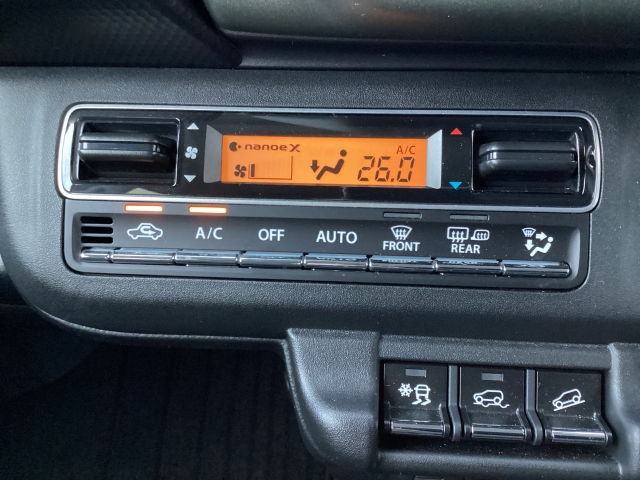 nanoe X
A/C
26.0
A/C
OFF
AUTO
FRONT
REAR